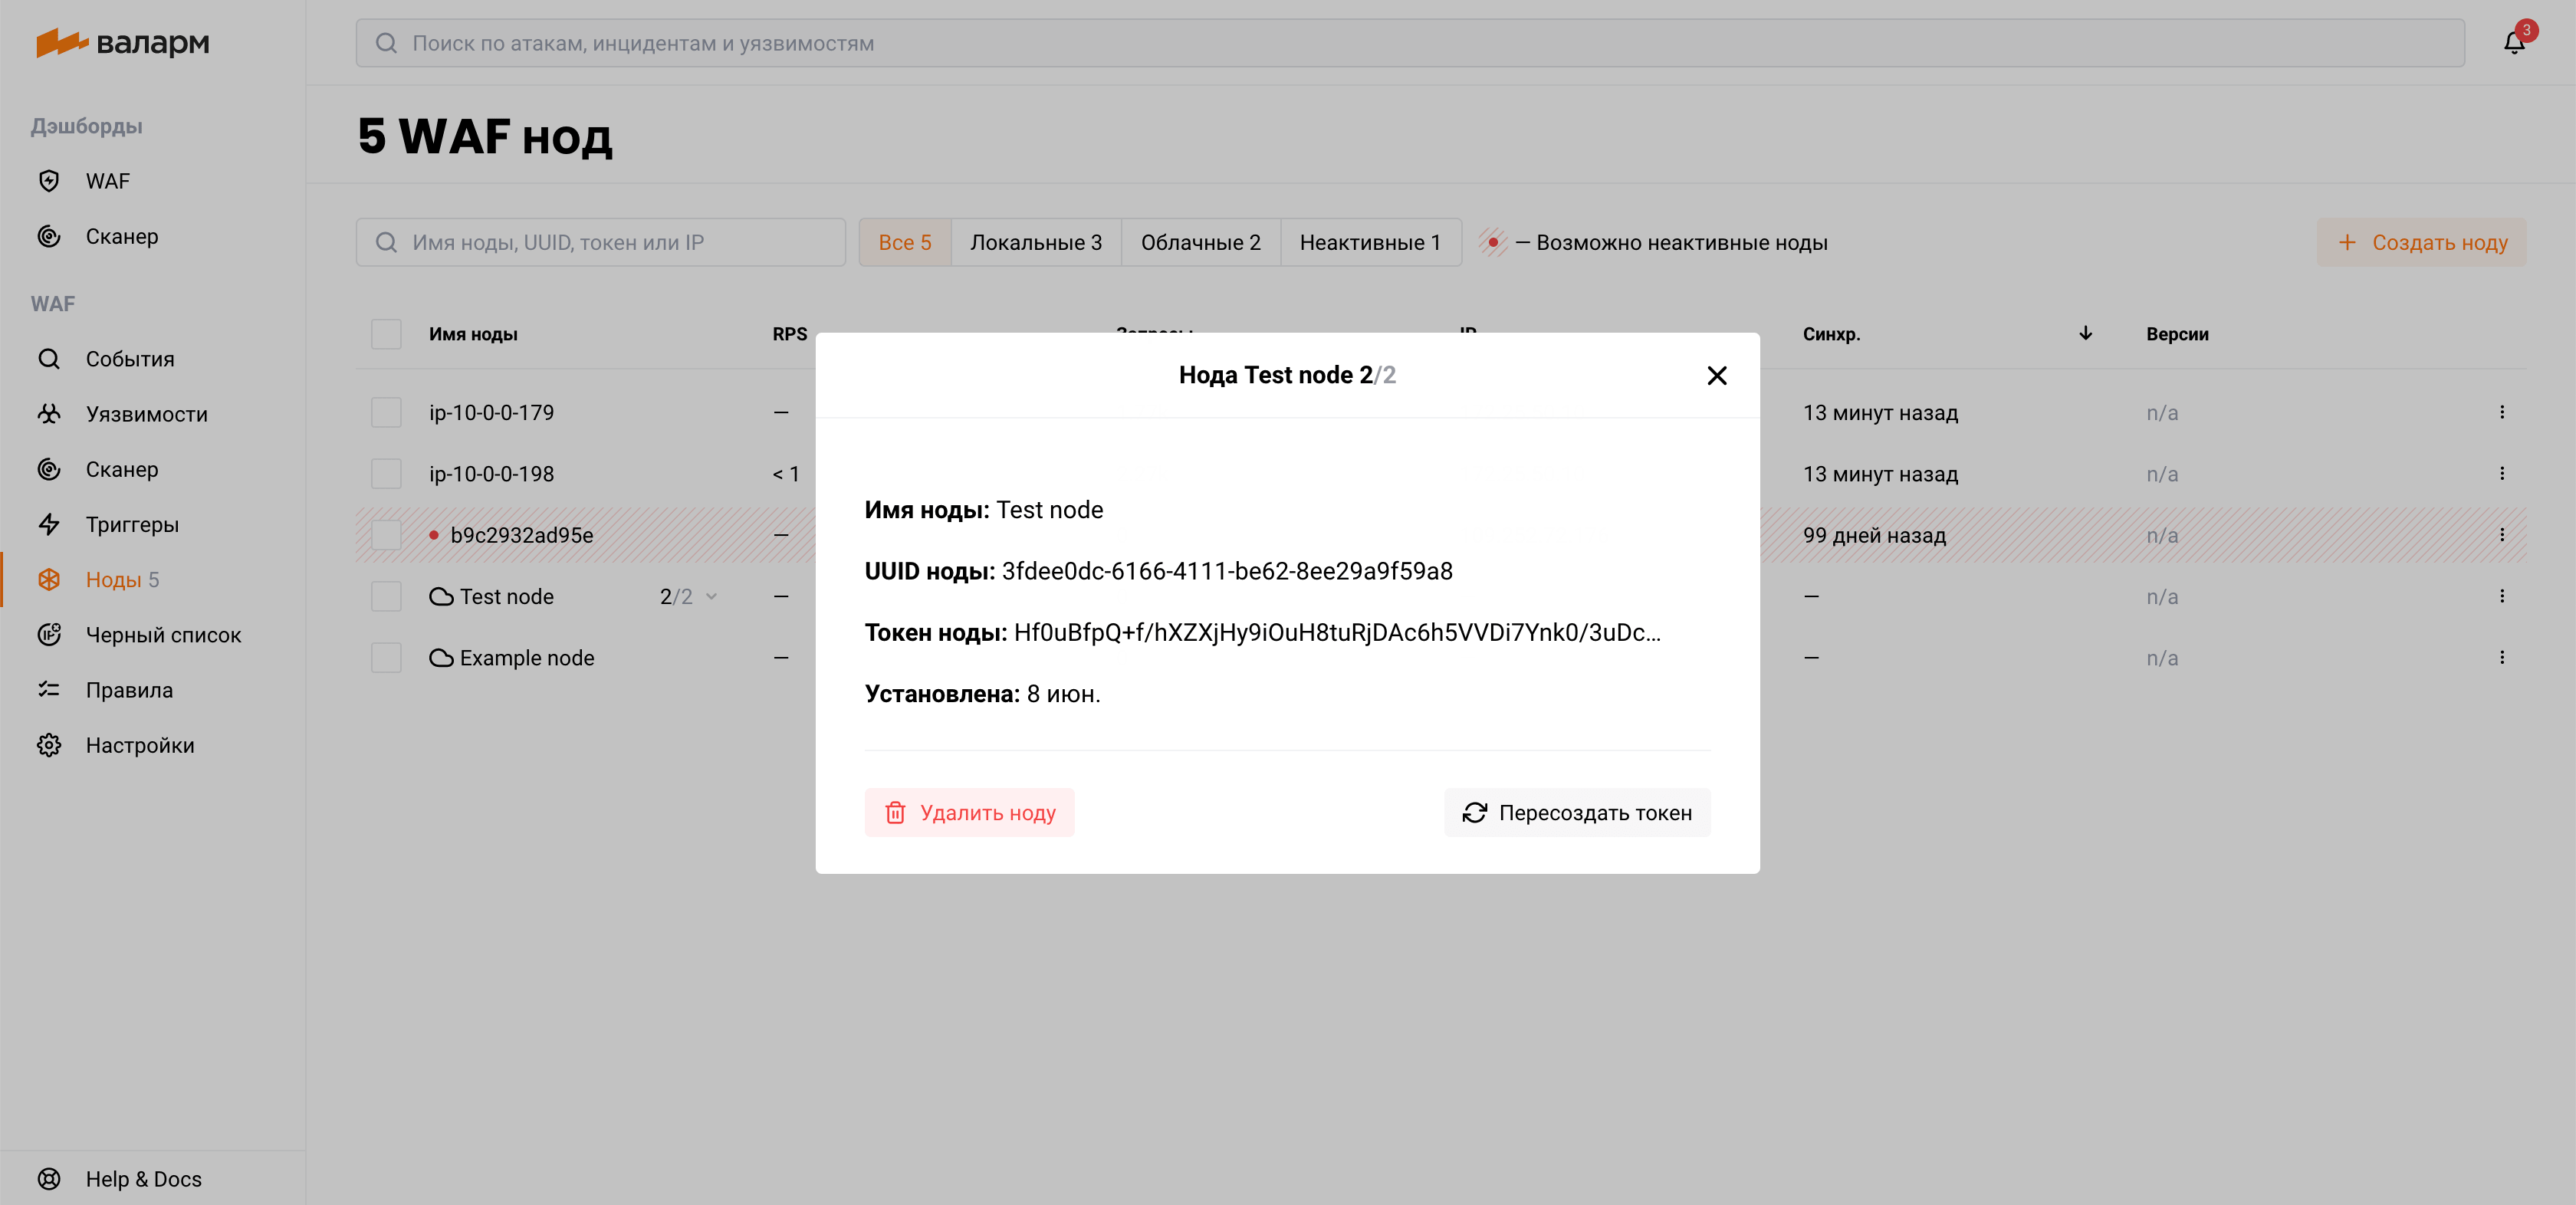 валарм
Поиск по атакам, инцидентам и уязвимостям
3
Дэшборды
WAF
Сканер
WAF
События
Уязвимости
Сканер
Триггеры
Ноды 5
Черный список
Правила
Настройки
Help & Docs
5 WAF нод
Имя ноды, UUID, токен или IP
Все 5
Локальные 3
Облачные 2
Неактивные 1
— Возможно неактивные ноды
+ Создать ноду
Имя ноды RPS Запросы IP Синхр. Версии
ip-10-0-0-179 — 13 минут назад n/a
ip-10-0-0-198 < 1 13 минут назад n/a
b9c2932ad95e — 99 дней назад n/a
Test node 2/2 — — n/a
Example node — — n/a
Нода Test node 2/2
Имя ноды: Test node
UUID ноды: 3fdee0dc-6166-4111-be62-8ee29a9f59a8
Токен ноды: Hf0uBfpQ+f/hXZXjHy9iOuH8tuRjDAc6h5VVDi7Ynk0/3uDc...
Установлена: 8 июн.
Удалить ноду
Пересоздать токен